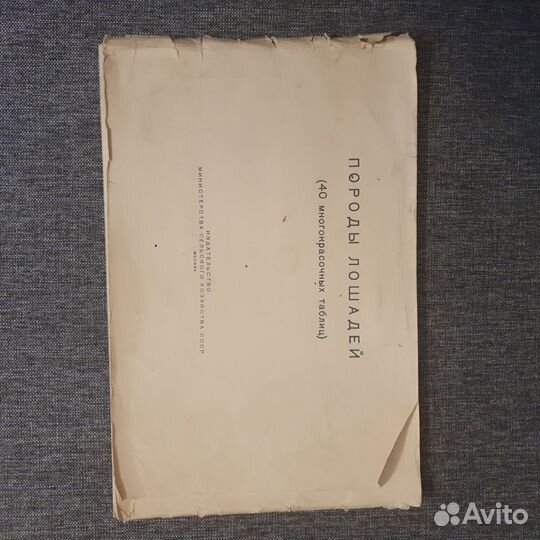 ПОРОДЫ ЛОШАДЕЙ
(40 многокрасочных таблиц)
ИЗДАТЕЛЬСТВО
МИНИСТЕРСТВА СЕЛЬСКОГО ХОЗЯЙСТВА СССР
МОСКВА
Avito